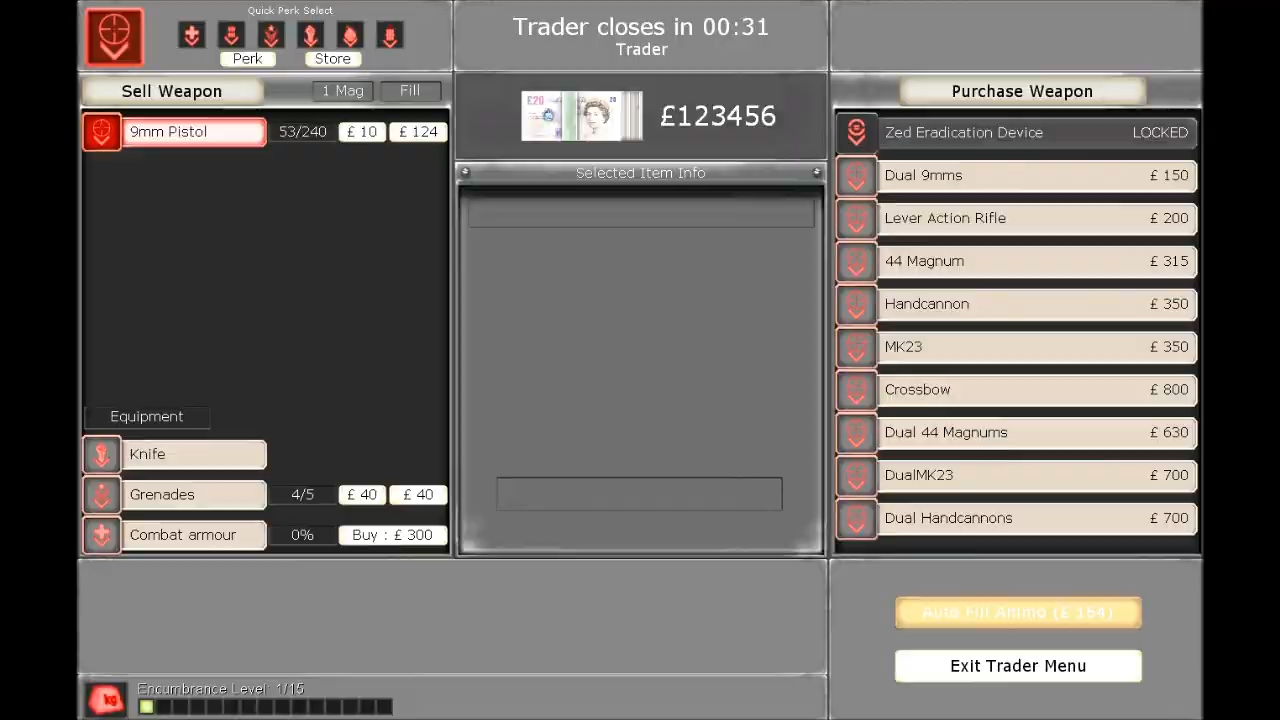 Quick Perk Select
Perk
Store
Trader closes in 00:31
Trader
Sell Weapon
1 Mag
Fill
£20
20
£123456
Purchase Weapon
9mm Pistol 53/240 £ 10 £ 124
Selected Item Info
Zed Eradication Device LOCKED
Dual 9mms £ 150
Lever Action Rifle £ 200
44 Magnum £ 315
Handcannon £ 350
MK23 £ 350
Crossbow £ 800
Dual 44 Magnums £ 630
DualMK23 £ 700
Dual Handcannons £ 700
Equipment
Knife
Grenades 4/5 £ 40 £ 40
Combat armour 0% Buy : £ 300
Auto Fill Ammo (£ 164)
Exit Trader Menu
kg
Encumbrance Level: 1/15